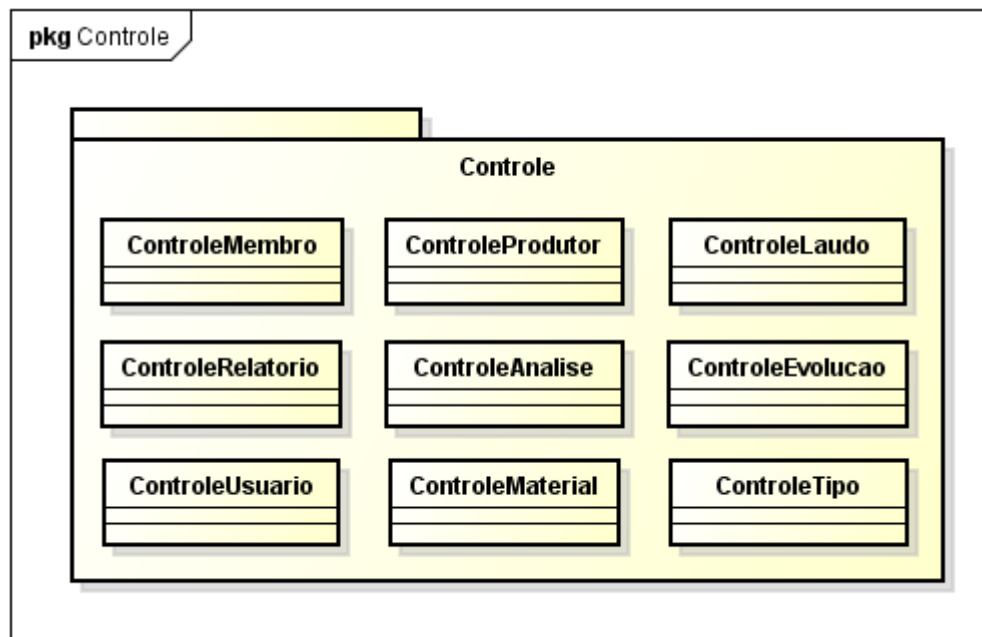 pkg Controle
Controle
ControleMembro
ControleProdutor
ControleLaudo
ControleRelatorio
ControleAnalise
ControleEvolucao
ControleUsuario
ControleMaterial
ControleTipo